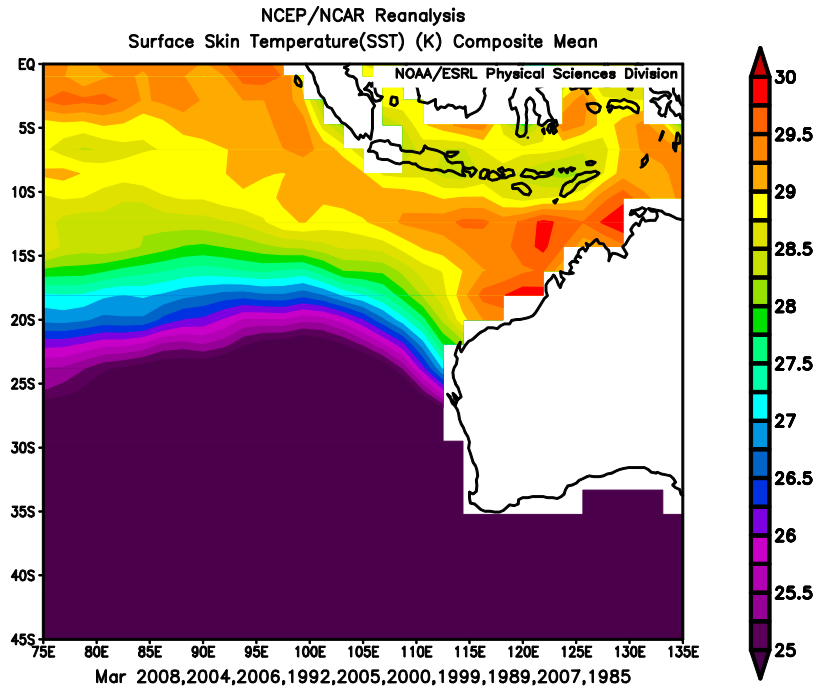 NCEP/NCAR Reanalysis
Surface Skin Temperature(SST) (K) Composite Mean
NOAA/ESRL Physical Sciences Division
EQ
5S
10S
15S
20S
25S
30S
35S
40S
45S
75E 80E 85E 90E 95E 100E 105E 110E 115E 120E 125E 130E 135E
30
29.5
29
28.5
28
27.5
27
26.5
26
25.5
25
Mar 2008,2004,2006,1992,2005,2000,1999,1989,2007,1985